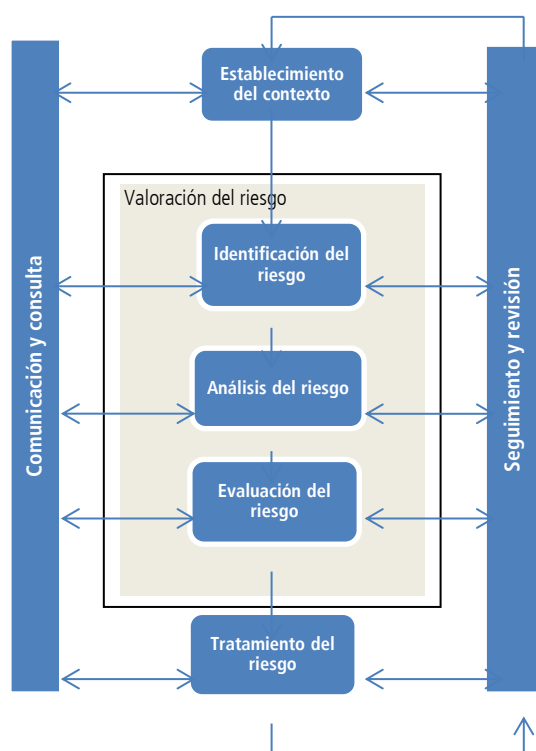 Establecimiento
del contexto
Valoración del riesgo
Identificación del
riesgo
Análisis del riesgo
Evaluación del
riesgo
Tratamiento del
riesgo
Comunicación y consulta
Seguimiento y revisión